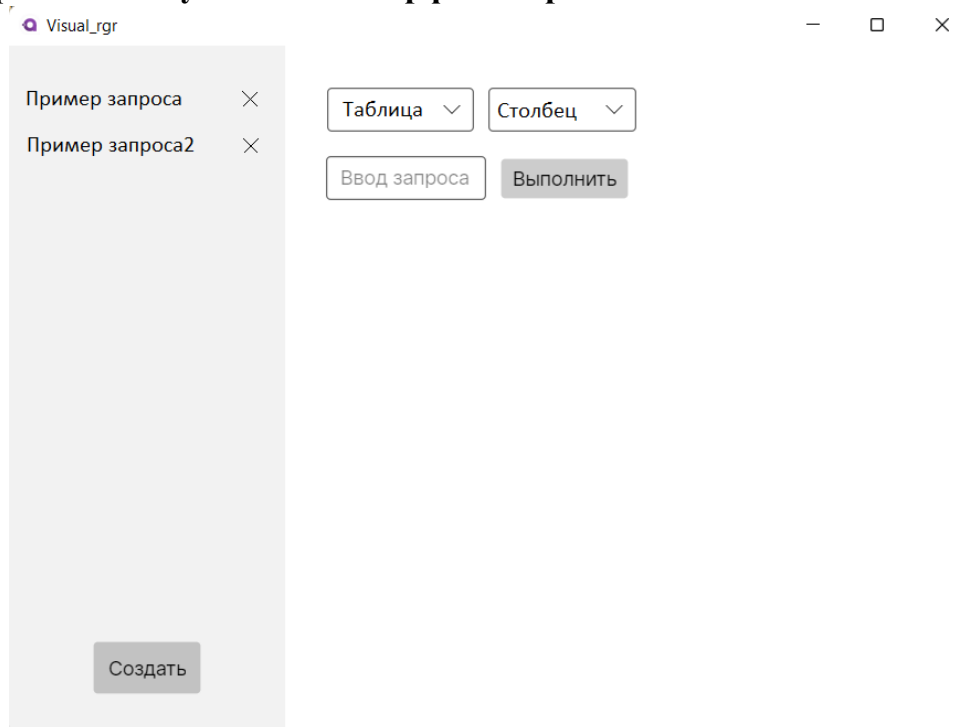 Visual_rgr
Пример запроса
Пример запроса2
Таблица
Столбец
Ввод запроса
Выполнить
Создать